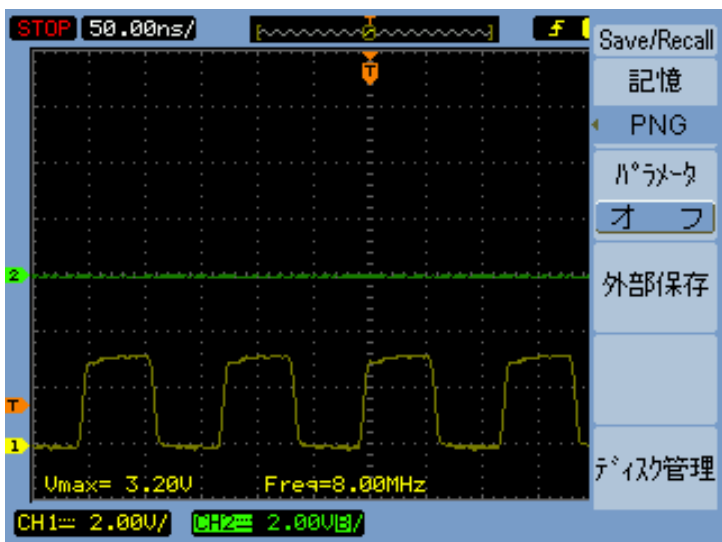 STOP 50.00ns/
T
Save/Recall
記憶
PNG
パラメータ
オフ
外部保存
ディスク管理
T
2
T
1
Vmax= 3.20V Freq=8.00MHz
CH1 2.00V/ CH2 2.00VB/